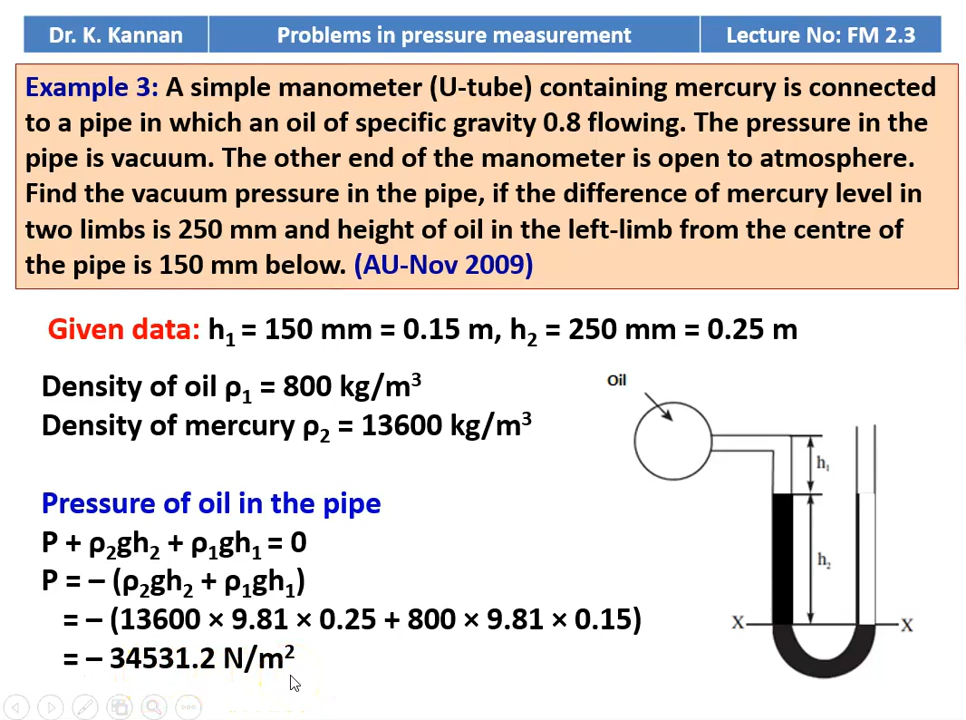 Dr. K. Kannan Problems in pressure measurement Lecture No: FM 2.3
Example 3: A simple manometer (U-tube) containing mercury is connected
to a pipe in which an oil of specific gravity 0.8 flowing. The pressure in the
pipe is vacuum. The other end of the manometer is open to atmosphere.
Find the vacuum pressure in the pipe, if the difference of mercury level in
two limbs is 250 mm and height of oil in the left-limb from the centre of
the pipe is 150 mm below. (AU-Nov 2009)
Given data: h₁ = 150 mm = 0.15 m, h₂ = 250 mm = 0.25 m
Density of oil ρ₁ = 800 kg/m³
Density of mercury ρ₂ = 13600 kg/m³
Pressure of oil in the pipe
P + ρ₂gh₂ + ρ₁gh₁ = 0
P = – (ρ₂gh₂ + ρ₁gh₁)
= – (13600 × 9.81 × 0.25 + 800 × 9.81 × 0.15)
= – 34531.2 N/m²
Oil
h₁
h₂
X X